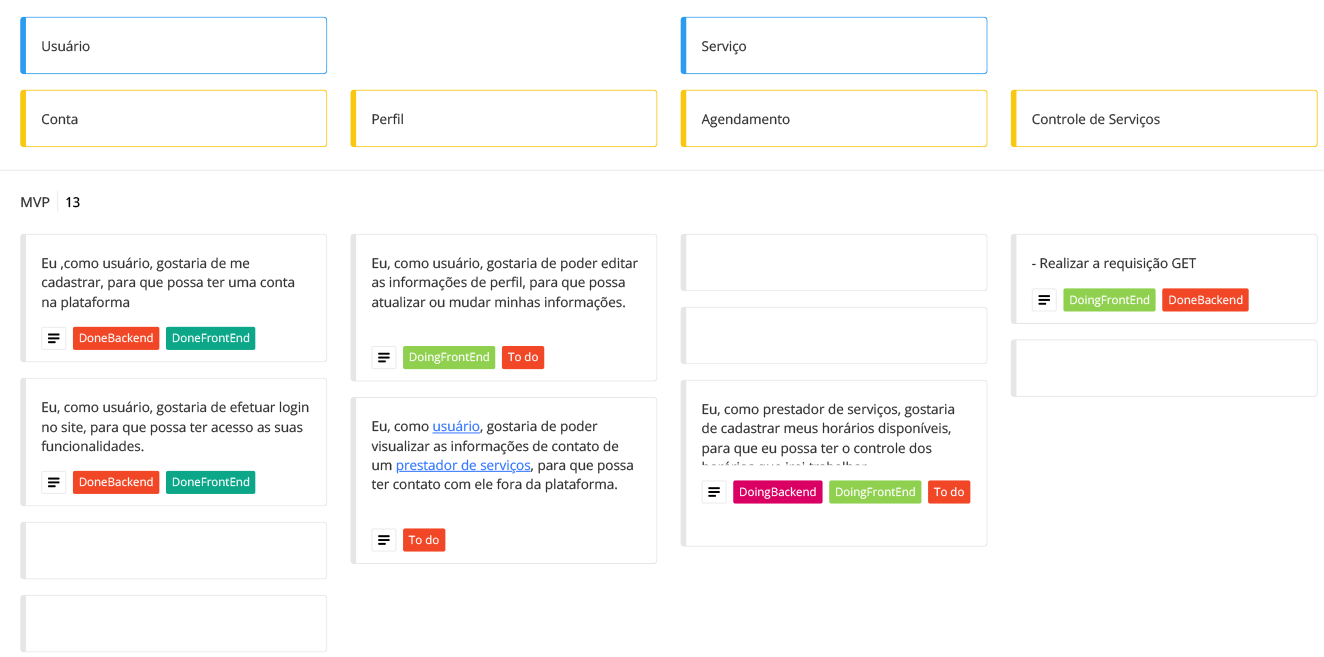 Usuário
Serviço
Conta
Perfil
Agendamento
Controle de Serviços
MVP 13
Eu ,como usuário, gostaria de me
cadastrar, para que possa ter uma conta
na plataforma
DoneBackend DoneFrontEnd
Eu, como usuário, gostaria de efetuar login
no site, para que possa ter acesso as suas
funcionalidades.
DoneBackend DoneFrontEnd
Eu, como usuário, gostaria de poder editar
as informações de perfil, para que possa
atualizar ou mudar minhas informações.
DoingFrontEnd To do
Eu, como usuário, gostaria de poder
visualizar as informações de contato de
um prestador de serviços, para que possa
ter contato com ele fora da plataforma.
To do
Eu, como prestador de serviços, gostaria
de cadastrar meus horários disponíveis,
para que eu possa ter o controle dos
horários que irei trabalhar
DoingBackend DoingFrontEnd To do
- Realizar a requisição GET
DoingFrontEnd DoneBackend